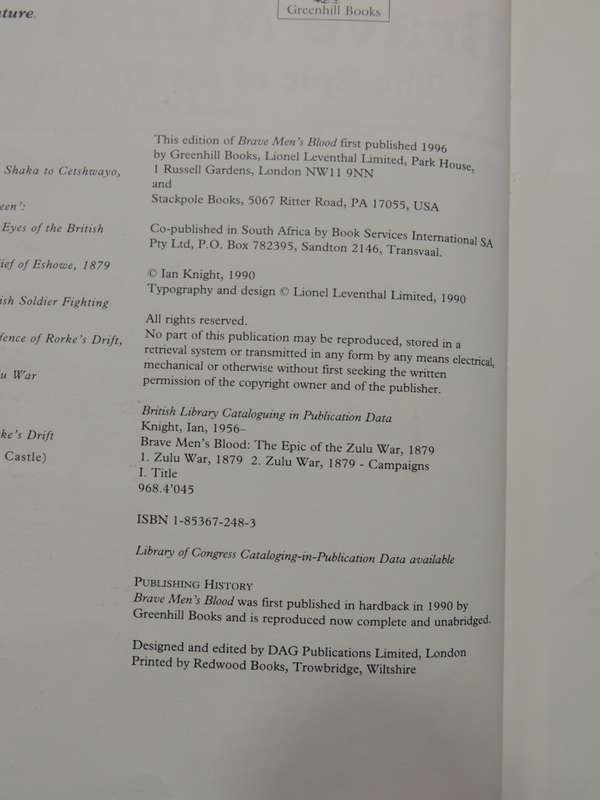 ture.
Greenhill Books
Shaka to Cetshwayo,
een':
Eyes of the British
ief of Eshowe, 1879
ish Soldier Fighting
fence of Rorke's Drift,
u War
ke's Drift
Castle)
This edition of Brave Men's Blood first published 1996
by Greenhill Books, Lionel Leventhal Limited, Park House,
1 Russell Gardens, London NW11 9NN
and
Stackpole Books, 5067 Ritter Road, PA 17055, USA
Co-published in South Africa by Book Services International SA
Pty Ltd, P.O. Box 782395, Sandton 2146, Transvaal.
© Ian Knight, 1990
Typography and design © Lionel Leventhal Limited, 1990
All rights reserved.
No part of this publication may be reproduced, stored in a
retrieval system or transmitted in any form by any means electrical,
mechanical or otherwise without first seeking the written
permission of the copyright owner and of the publisher.
British Library Cataloguing in Publication Data
Knight, Ian, 1956–
Brave Men's Blood: The Epic of the Zulu War, 1879
1. Zulu War, 1879 2. Zulu War, 1879 - Campaigns
I. Title
968.4'045
ISBN 1-85367-248-3
Library of Congress Cataloging-in-Publication Data available
PUBLISHING HISTORY
Brave Men's Blood was first published in hardback in 1990 by
Greenhill Books and is reproduced now complete and unabridged.
Designed and edited by DAG Publications Limited, London
Printed by Redwood Books, Trowbridge, Wiltshire